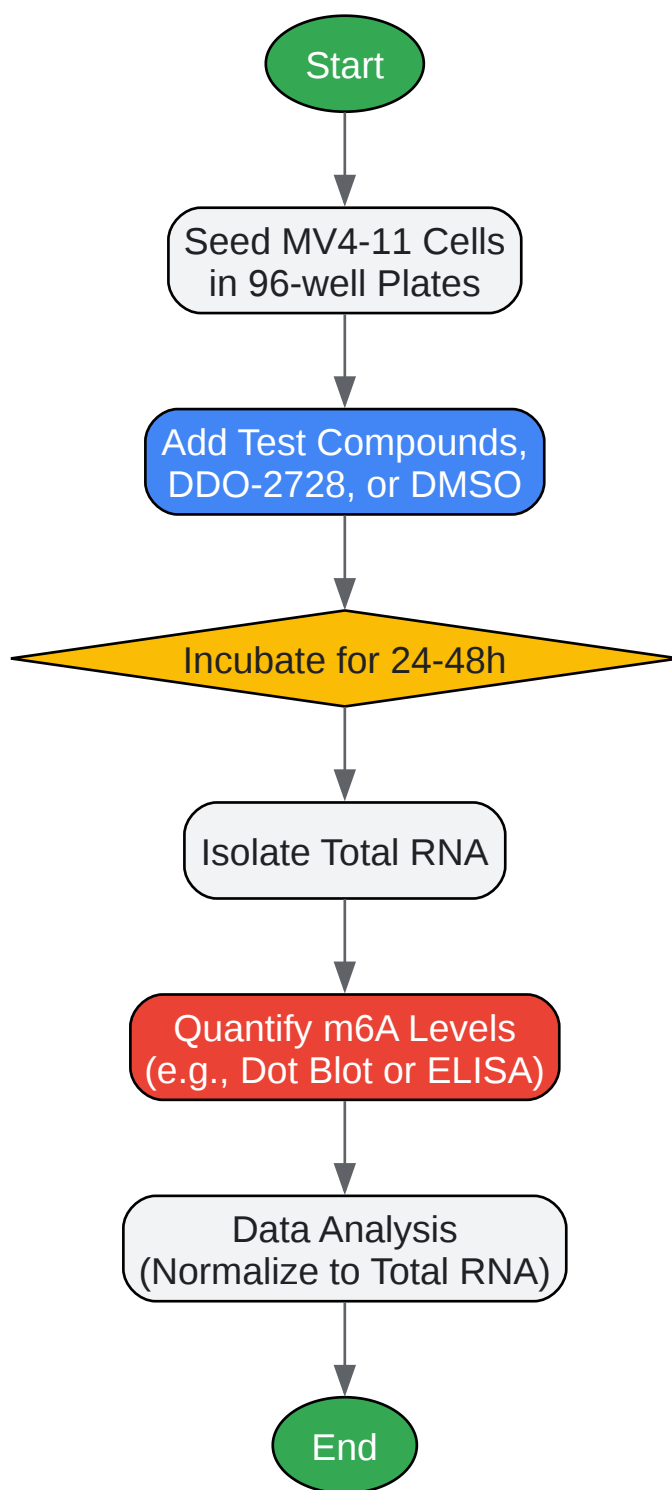 Start
Seed MV4-11 Cells
in 96-well Plates
Add Test Compounds,
DDO-2728, or DMSO
Incubate for 24-48h
Isolate Total RNA
Quantify m6A Levels
(e.g., Dot Blot or ELISA)
Data Analysis
(Normalize to Total RNA)
End